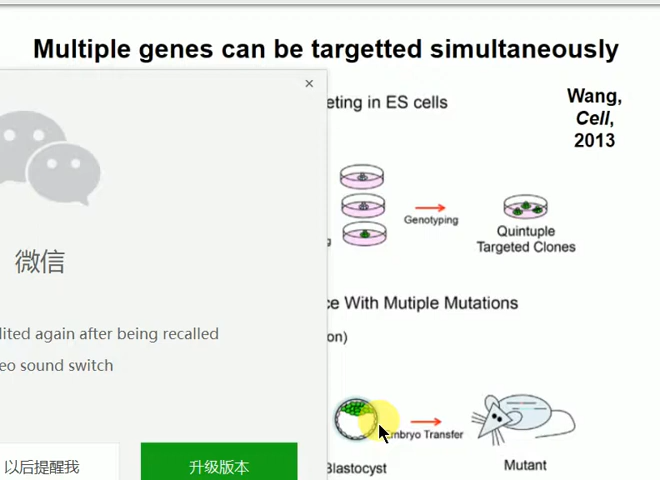 Multiple genes can be targetted simultaneously
eting in ES cells
Wang,
Cell,
2013
Genotyping
Quintuple
Targeted Clones
微信
ce With Mutiple Mutations
dited again after being recalled
on)
eo sound switch
Embryo Transfer
Blastocyst
Mutant
以后提醒我
升级版本